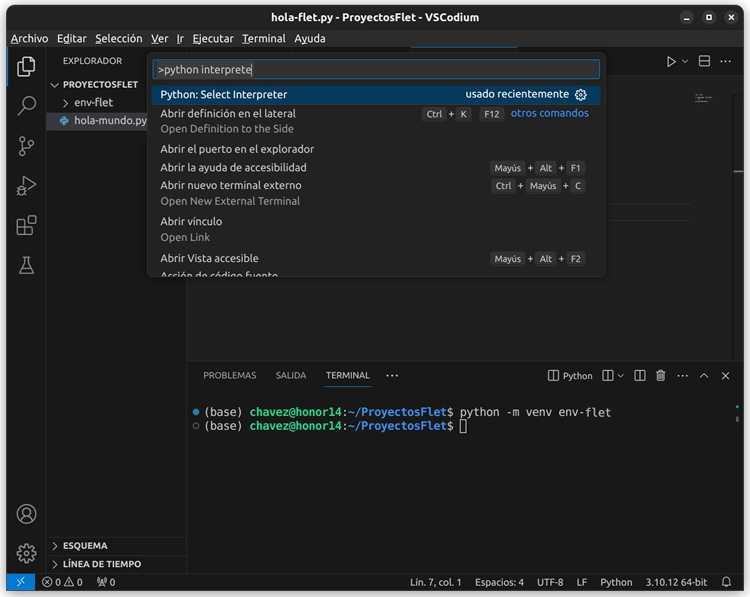 hola-flet.py - ProyectosFlet - VSCodium
Archivo Editar Selección Ver Ir Ejecutar Terminal Ayuda
EXPLORADOR
PROYECTOSFLET
env-flet
hola-mundo.py
>python interprete
Python: Select Interpreter usado recientemente
Abrir definición en el lateral Ctrl + K F12 otros comandos
Open Definition to the Side
Abrir el puerto en el explorador
Abrir la ayuda de accesibilidad Mayús + Alt + F1
Abrir nuevo terminal externo Ctrl + Mayús + C
Open New External Terminal
Abrir vínculo
Open Link
Abrir Vista accesible Mayús + Alt + F2
Acción de código fuente
PROBLEMAS SALIDA TERMINAL ··· Python ···
(base) chavez@honor14:~/ProyectosFlet$ python -m venv env-flet
(base) chavez@honor14:~/ProyectosFlet$
ESQUEMA
LÍNEA DE TIEMPO
0 0 0 Lín. 7, col. 1 Espacios: 4 UTF-8 LF Python 3.10.12 64-bit